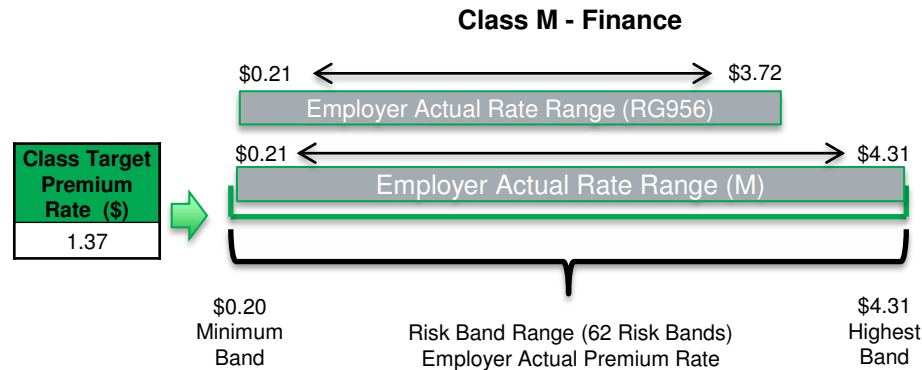 Class M - Finance
$0.21 $3.72
Employer Actual Rate Range (RG956)
$0.21 $4.31
Employer Actual Rate Range (M)
Class Target
Premium
Rate ($)
1.37
$0.20
Minimum
Band
Risk Band Range (62 Risk Bands)
Employer Actual Premium Rate
$4.31
Highest
Band